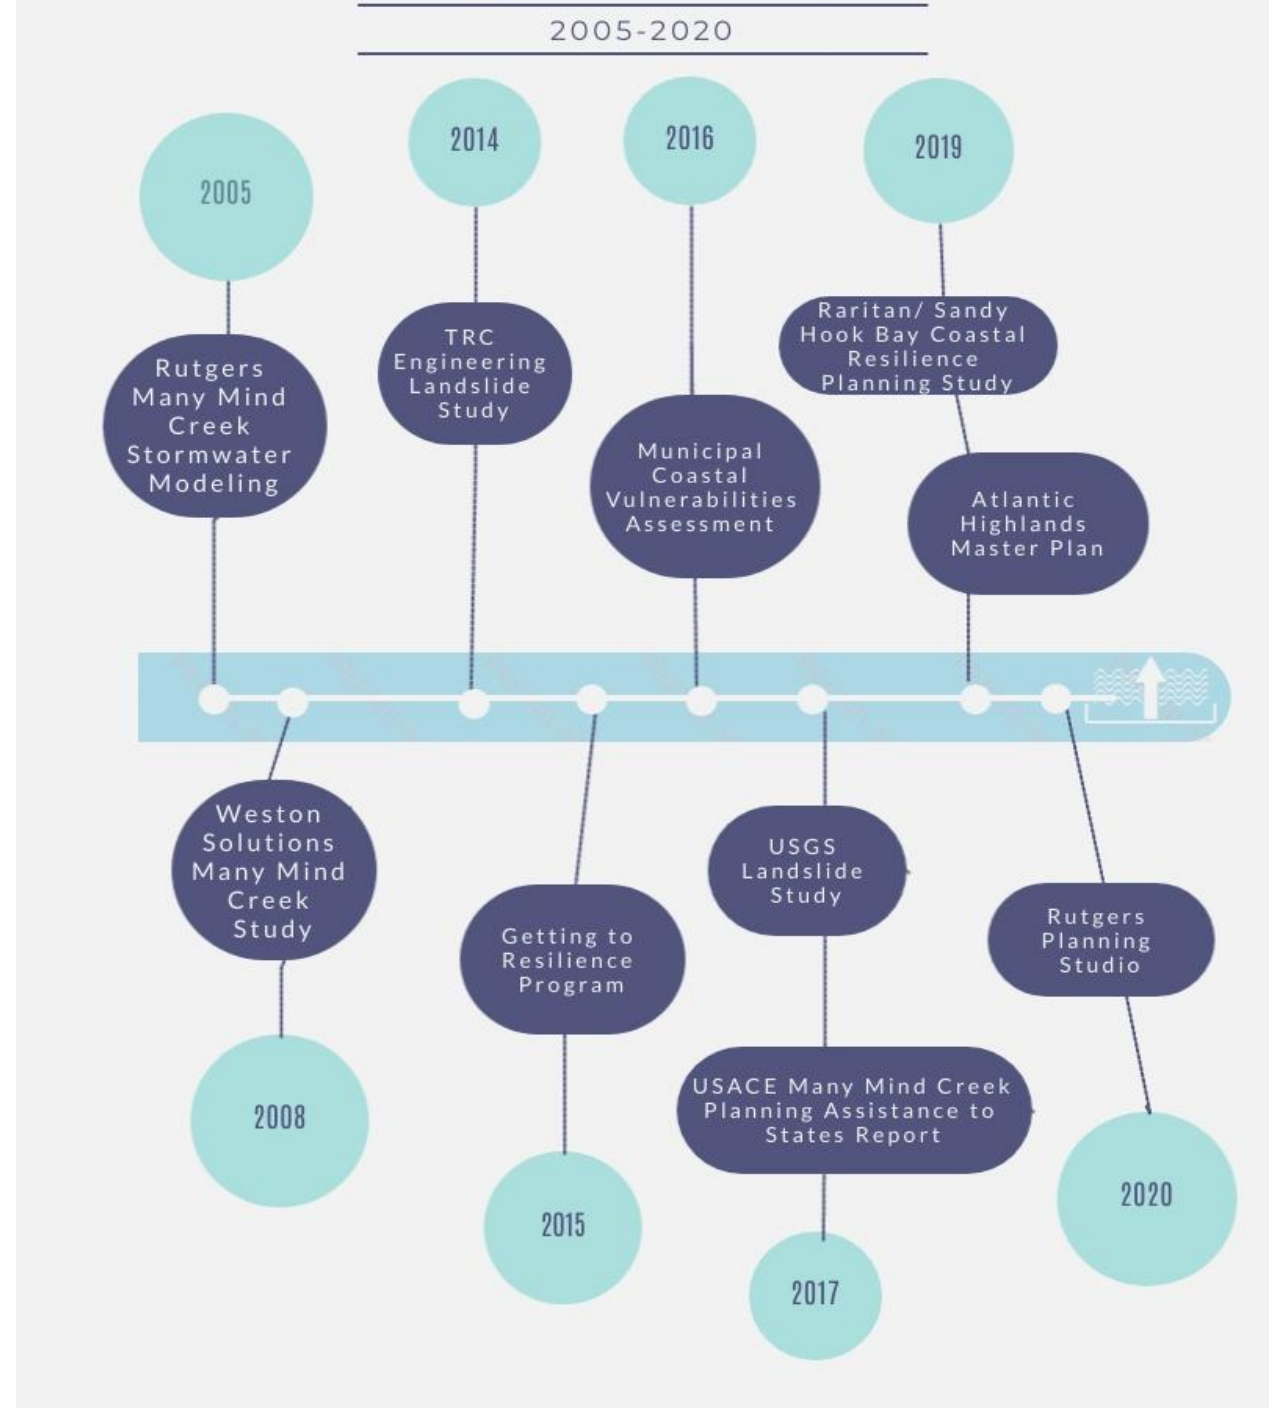 2005-2020
2005
Rutgers
Many Mind
Creek
Stormwater
Modeling
2014
TRC
Engineering
Landslide
Study
2016
Municipal
Coastal
Vulnerabilities
Assessment
2019
Raritan/ Sandy
Hook Bay Coastal
Resilience
Planning Study
Atlantic
Highlands
Master Plan
Weston
Solutions
Many Mind
Creek
Study
2008
Getting to
Resilience
Program
2015
USGS
Landslide
Study
USACE Many Mind Creek
Planning Assistance to
States Report
2017
Rutgers
Planning
Studio
2020